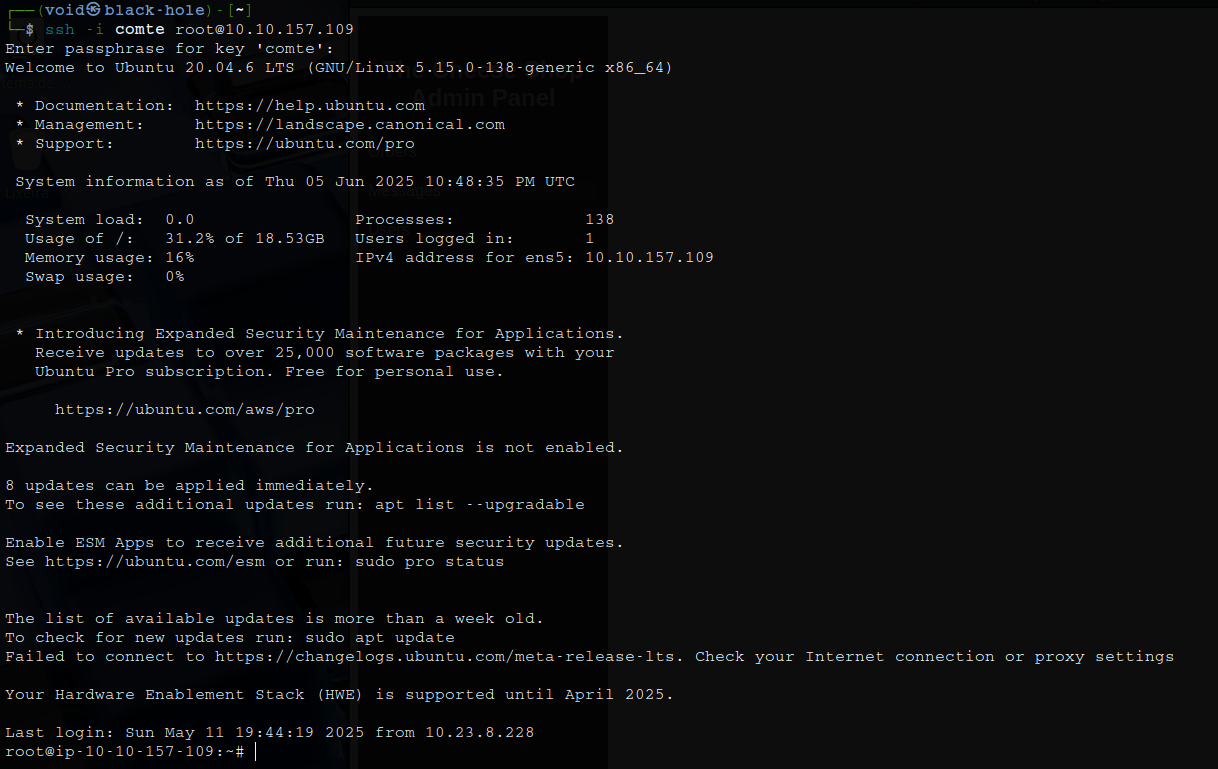 ┌──(void㉿black-hole)-[~]
└─$ ssh -i comte root@10.10.157.109
Enter passphrase for key 'comte':
Welcome to Ubuntu 20.04.6 LTS (GNU/Linux 5.15.0-138-generic x86_64)
Admin Panel
* Documentation: https://help.ubuntu.com
* Management: https://landscape.canonical.com
* Support: https://ubuntu.com/pro
System information as of Thu 05 Jun 2025 10:48:35 PM UTC
System load: 0.0 Processes: 138
Usage of /: 31.2% of 18.53GB Users logged in: 1
Memory usage: 16% IPv4 address for ens5: 10.10.157.109
Swap usage: 0%
* Introducing Expanded Security Maintenance for Applications.
Receive updates to over 25,000 software packages with your
Ubuntu Pro subscription. Free for personal use.
https://ubuntu.com/aws/pro
Expanded Security Maintenance for Applications is not enabled.
8 updates can be applied immediately.
To see these additional updates run: apt list --upgradable
Enable ESM Apps to receive additional future security updates.
See https://ubuntu.com/esm or run: sudo pro status
The list of available updates is more than a week old.
To check for new updates run: sudo apt update
Failed to connect to https://changelogs.ubuntu.com/meta-release-lts. Check your Internet connection or proxy settings
Your Hardware Enablement Stack (HWE) is supported until April 2025.
Last login: Sun May 11 19:44:19 2025 from 10.23.8.228
root@ip-10-10-157-109:~#